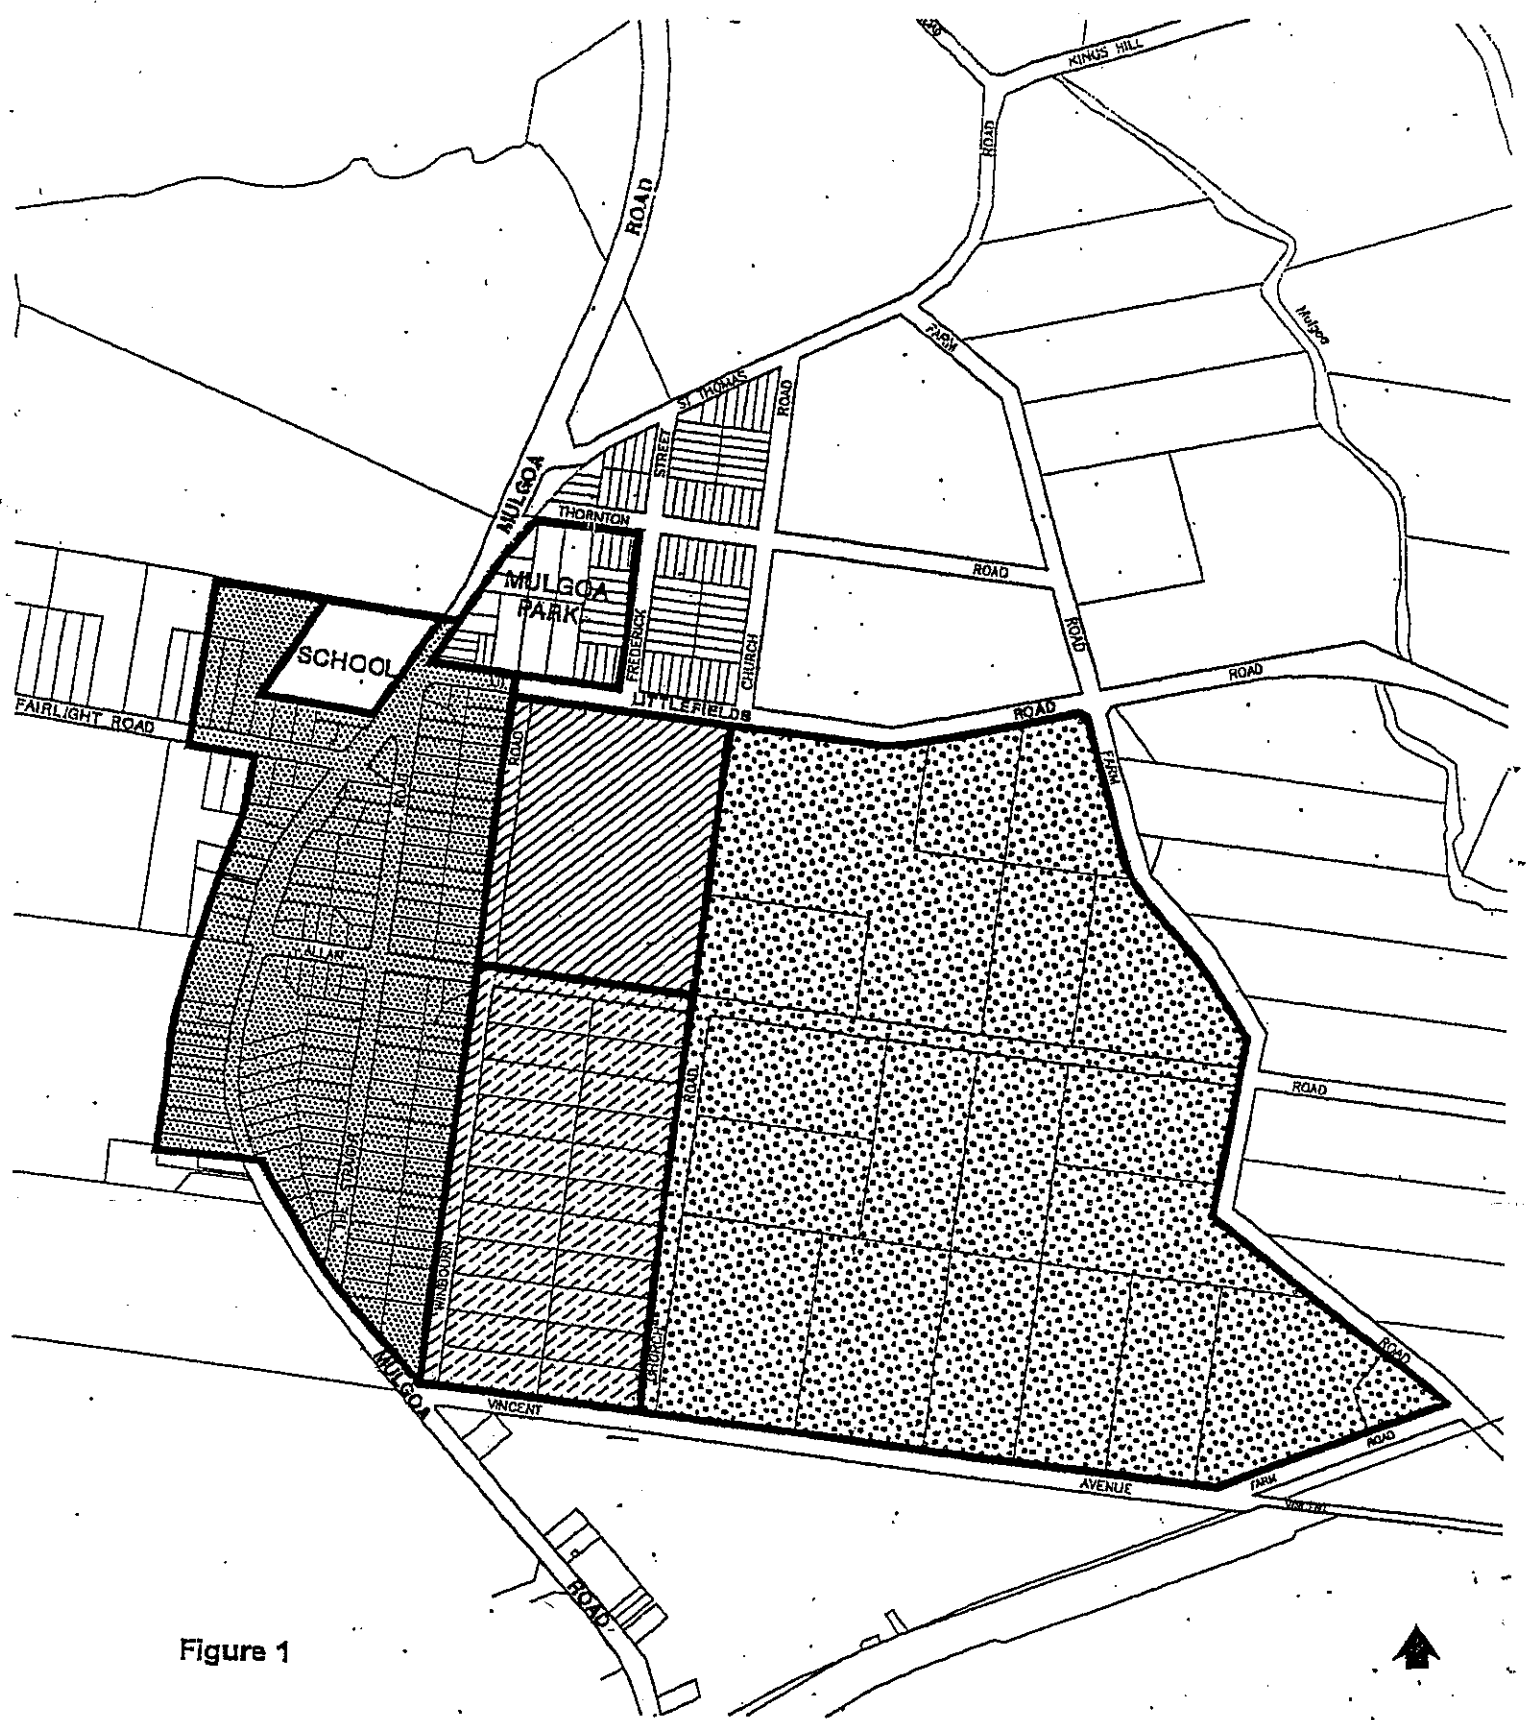 KINGS HILL
ROAD
ROAD
Mulgoa
FARM
ST THOMAS
ROAD
STREET
MULGOA
THORNTON
ROAD
MULGOA
PARK
ROAD
FREDERICK
SCHOOL
CHURCH
ROAD
LITTLEFIELDS
ROAD
FAIRLIGHT ROAD
ROAD
FARM
ALLAN
ROAD
ROAD
WINBOURN
CHURCH
ROAD
MULGOA
VINCENT
ROAD
AVENUE
FARM
VINCENT
ROAD
Figure 1